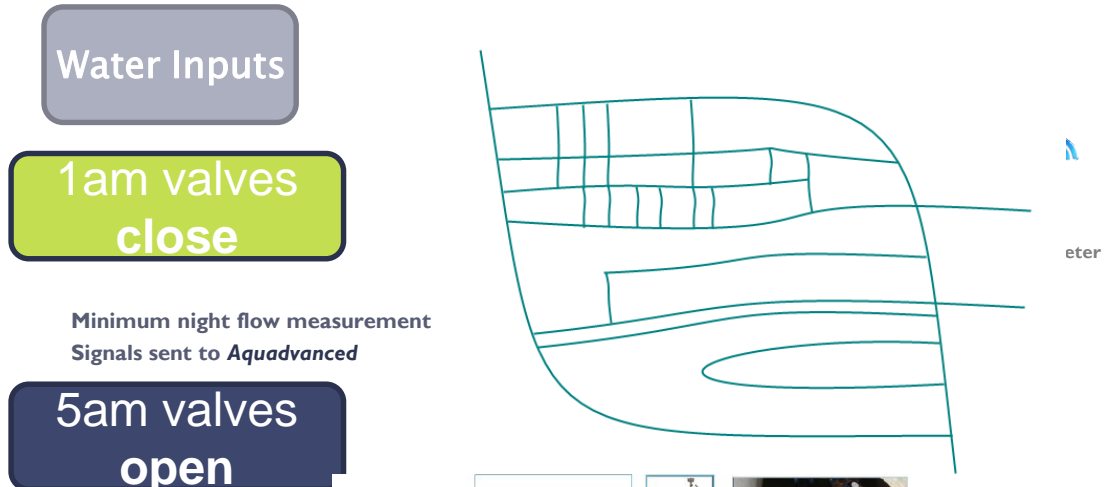 Water Inputs
1am valves
close
eter
Minimum night flow measurement
Signals sent to Aquadvanced
5am valves
open